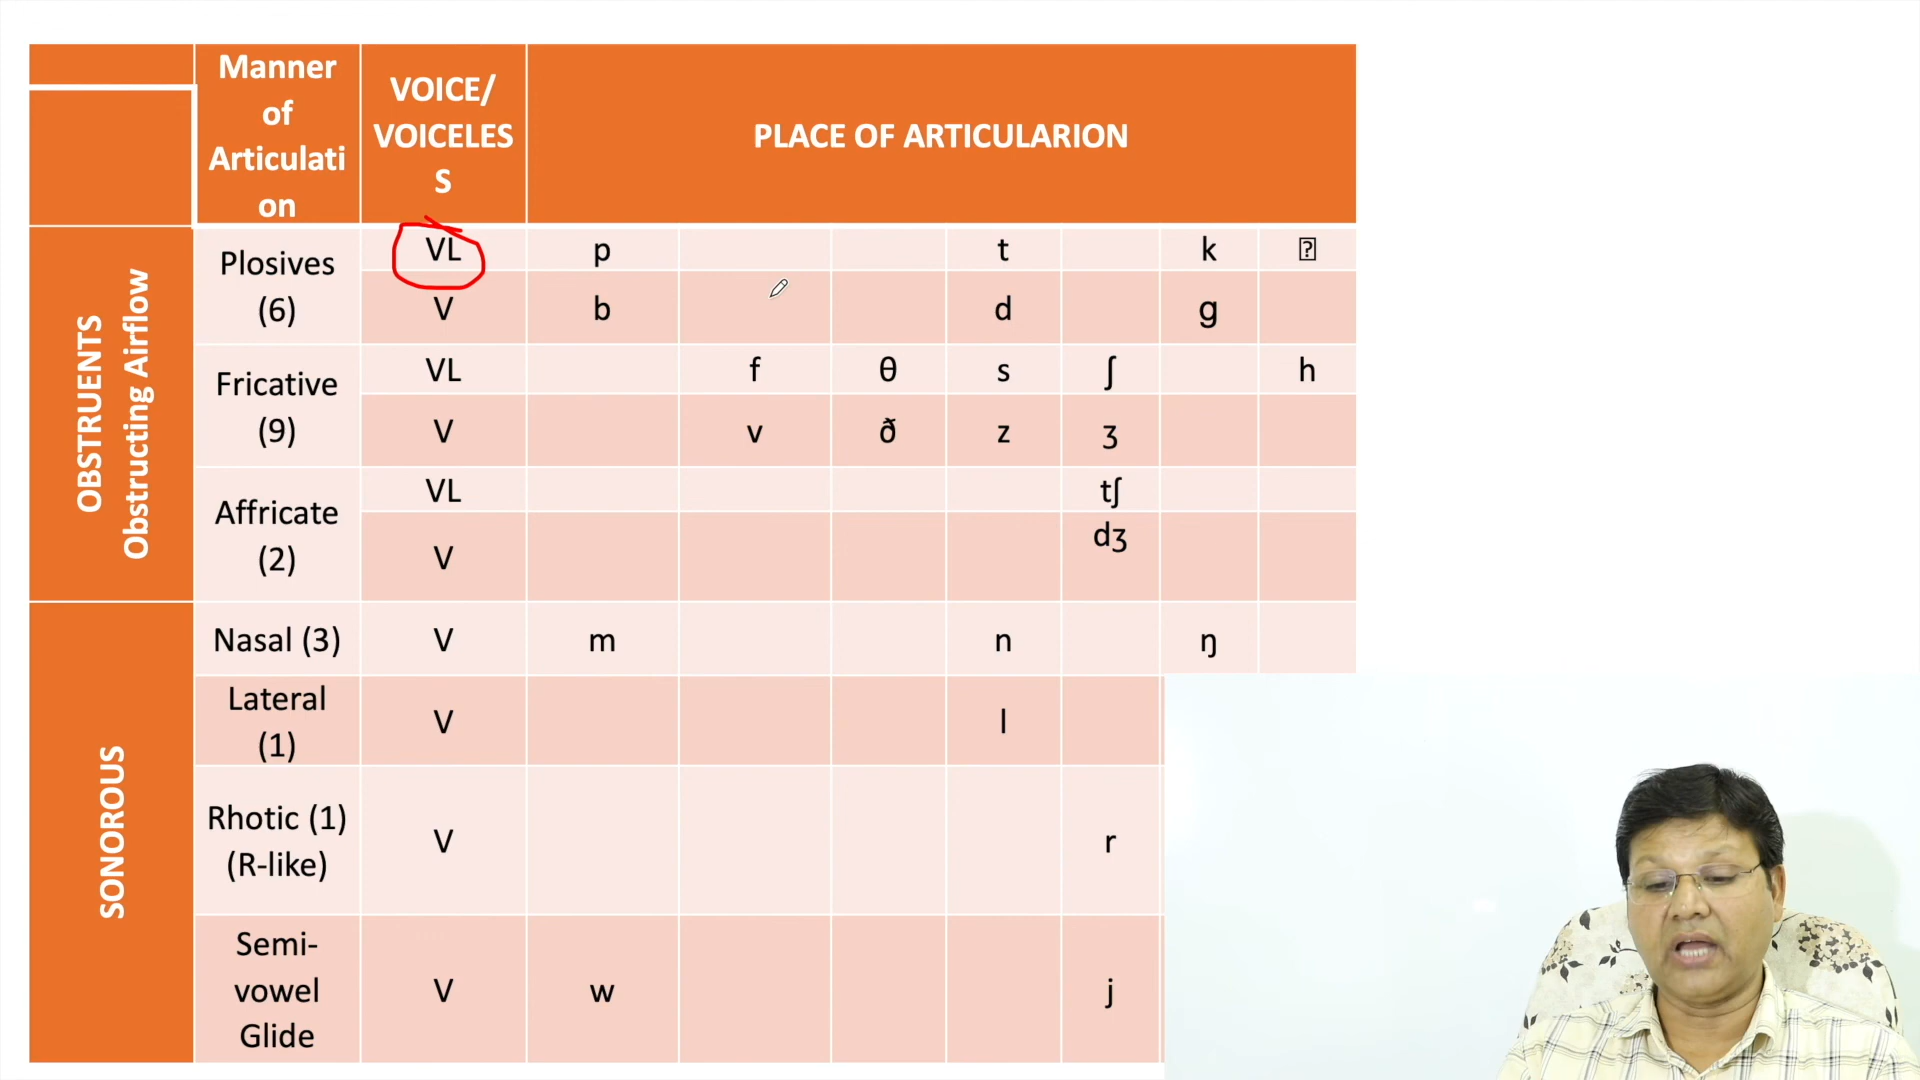 Manner
of
Articulati
on
VOICE/
VOICELES
S
PLACE OF ARTICULARION
OBSTRUENTS
Obstructing Airflow
Plosives
(6)
VL p t k
V b d g
Fricative
(9)
VL f θ s ʃ h
V v ð z ʒ
Affricate
(2)
VL tʃ
V dʒ
SONOROUS
Nasal (3) V m n ŋ
Lateral
(1)
V l
Rhotic (1)
(R-like)
V r
Semi-
vowel
Glide
V w j